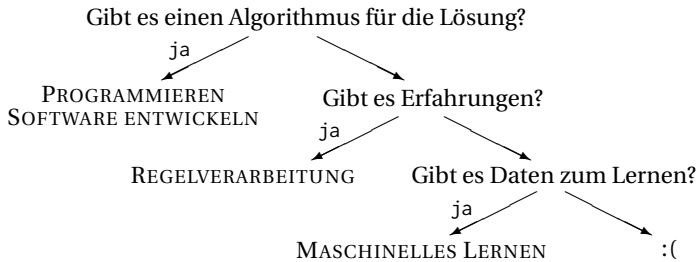 Gibt es einen Algorithmus für die Lösung?
ja
PROGRAMMIEREN
SOFTWARE ENTWICKELN
Gibt es Erfahrungen?
ja
REGELVERARBEITUNG
Gibt es Daten zum Lernen?
ja
MASCHINELLES LERNEN
:(